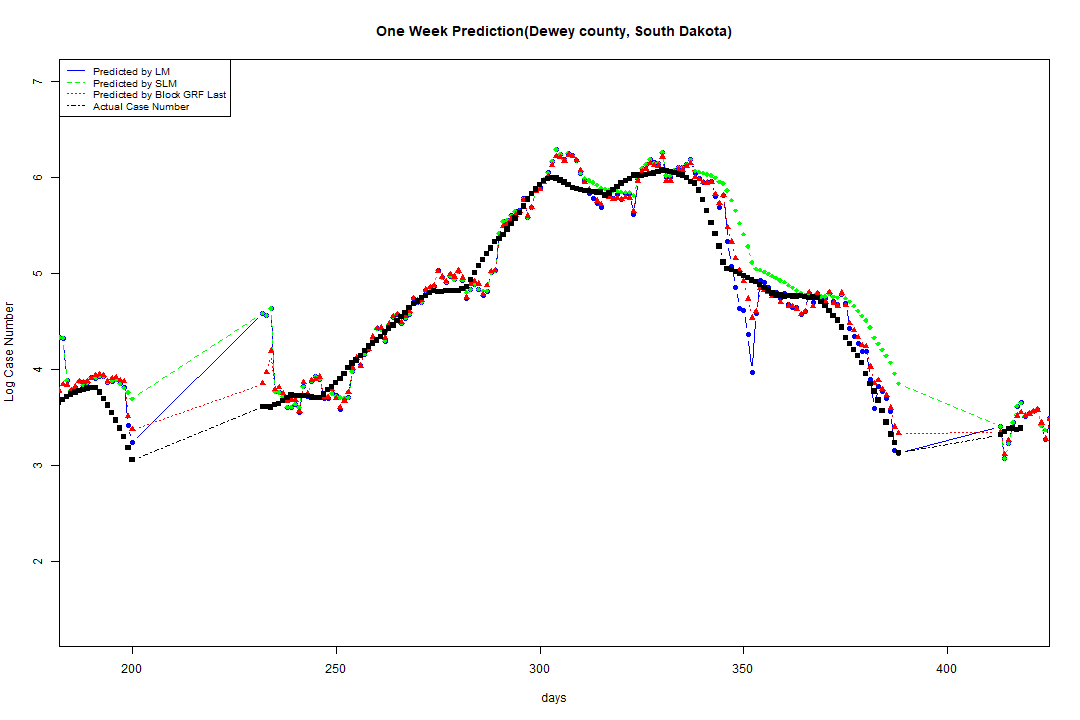 One Week Prediction(Dewey county, South Dakota)
Predicted by LM
Predicted by SLM
Predicted by Block GRF Last
Actual Case Number
7
6
5
4
3
2
Log Case Number
200 250 300 350 400
days